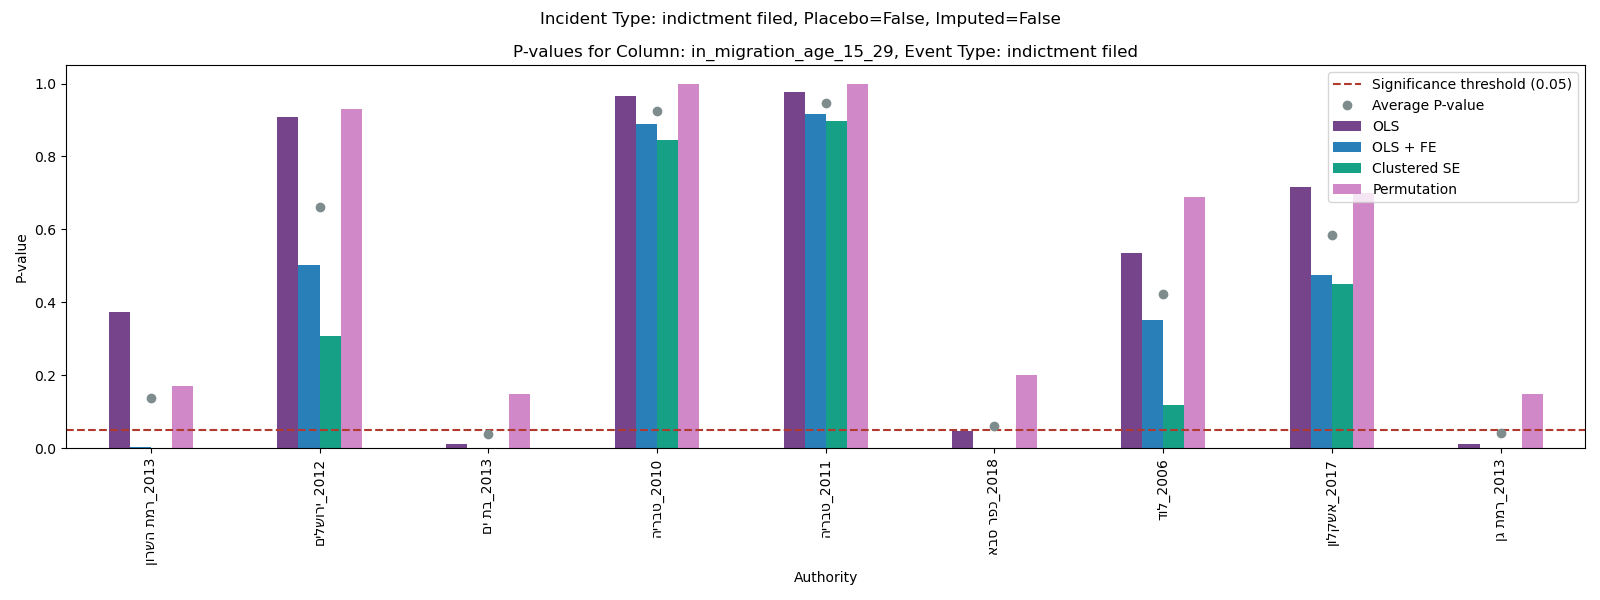 Incident Type: indictment filed, Placebo=False, Imputed=False
P-values for Column: in_migration_age_15_29, Event Type: indictment filed
P-value
1.0
0.8
0.6
0.4
0.2
0.0
Significance threshold (0.05)
Average P-value
OLS
OLS + FE
Clustered SE
Permutation
רמת השרון_2013
ירושלים_2012
בת ים_2013
טבריה_2010
טבריה_2011
כפר סבא_2018
לוד_2006
אשקלון_2017
רמת גן_2013
Authority